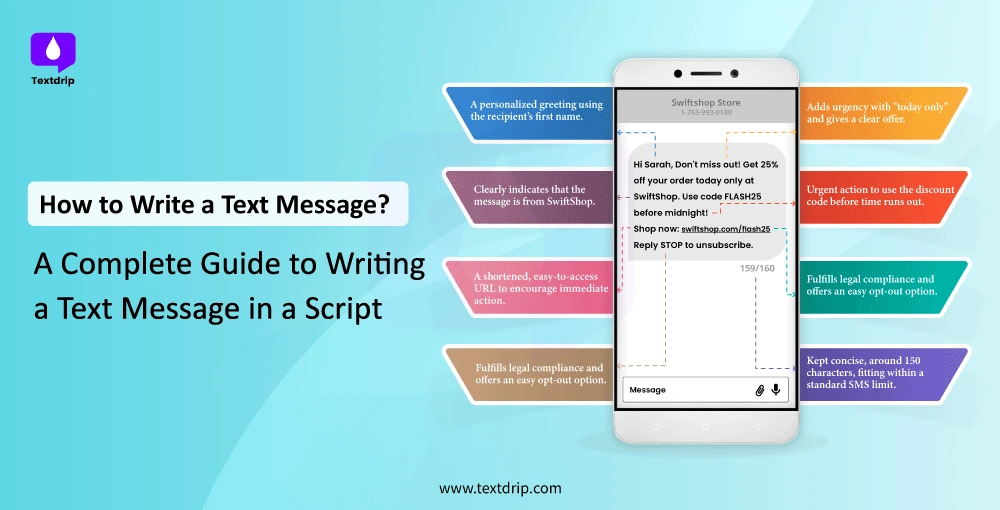 Textdrip
How to Write a Text Message?
A Complete Guide to Writing
a Text Message in a Script
A personalized greeting using
the recipient's first name.
Clearly indicates that the
message is from SwiftShop.
A shortened, easy-to-access
URL to encourage immediate
action.
Fulfills legal compliance and
offers an easy opt-out option.
Swiftshop Store
1-763-993-0180
Hi Sarah, Don't miss out! Get 25%
off your order today only at
SwiftShop. Use code FLASH25
before midnight!
Shop now: swiftshop.com/flash25
Reply STOP to unsubscribe.
159/160
Message
Adds urgency with "today only"
and gives a clear offer.
Urgent action to use the discount
code before time runs out.
Fulfills legal compliance and
offers an easy opt-out option.
Kept concise, around 150
characters, fitting within a
standard SMS limit.
www.textdrip.com